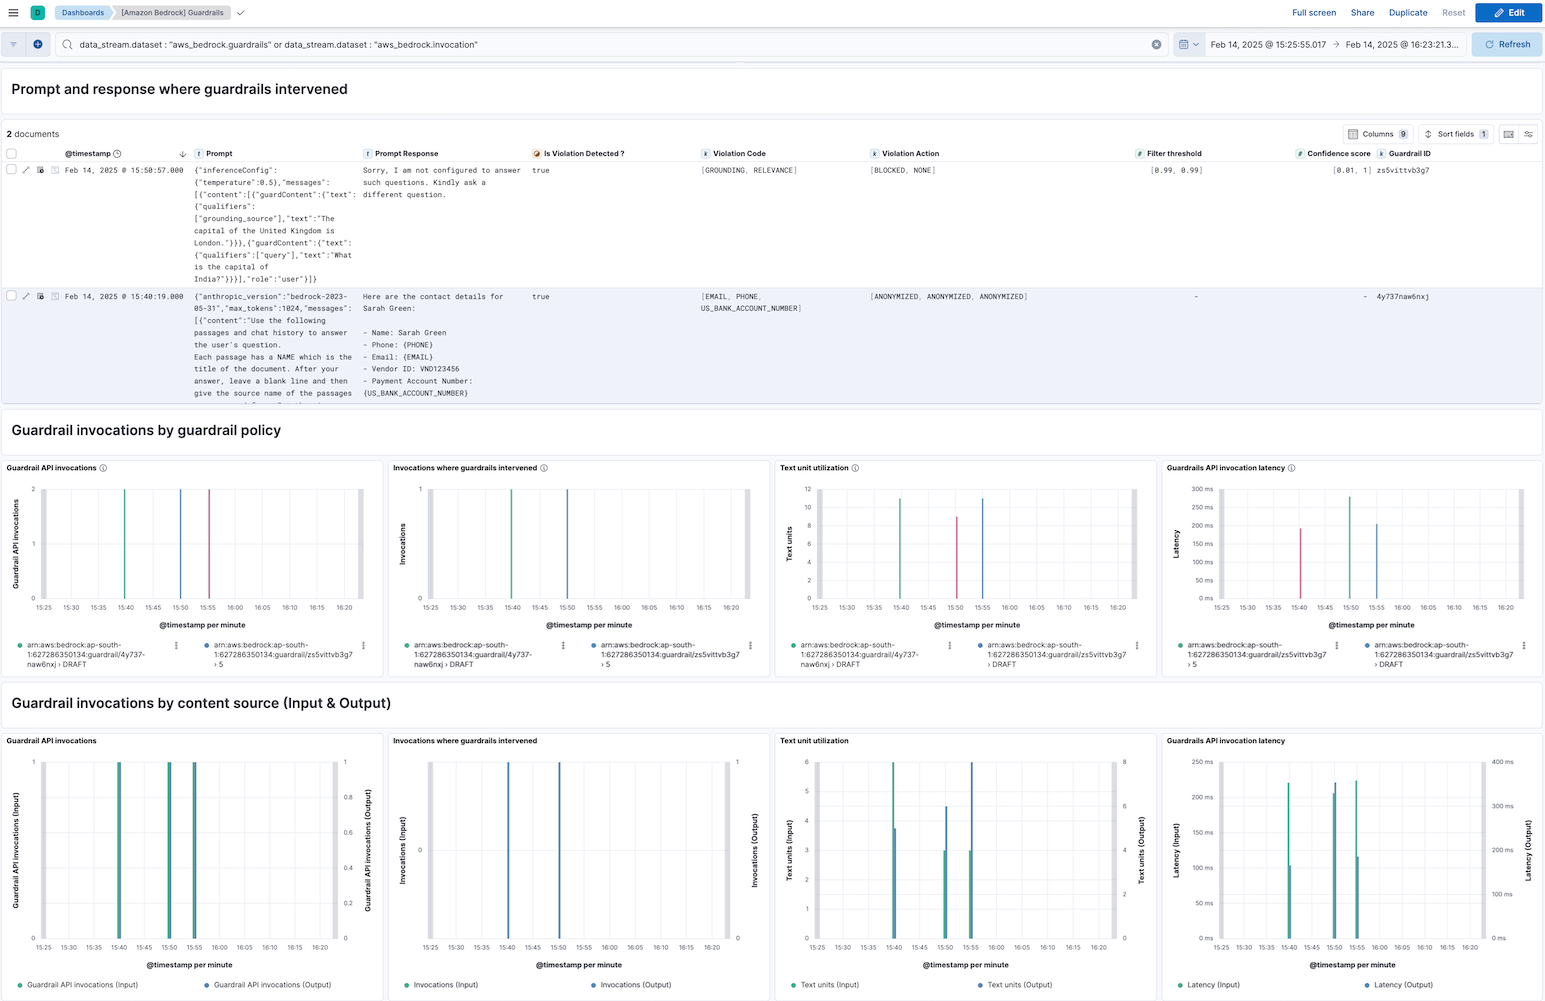 D Dashboards [Amazon Bedrock] Guardrails Full screen Share Duplicate Reset Edit
data_stream.dataset : "aws_bedrock.guardrails" or data_stream.dataset : "aws_bedrock.invocation" Feb 14, 2025 @ 15:25:55.017 → Feb 14, 2025 @ 16:23:21.3... Refresh
Prompt and response where guardrails intervened
2 documents Columns 9 Sort fields 1
@timestamp Prompt Prompt Response Is Violation Detected ? Violation Code Violation Action Filter threshold Confidence score Guardrail ID
Feb 14, 2025 @ 15:50:57.000
{"inferenceConfig":
{"temperature":0.5},"messages":
[{"content":[{"guardContent":{"text":
{"qualifiers":
["grounding_source"],"text":"The
capital of the United Kingdom is
London."}}},{"guardContent":{"text":
{"qualifiers":["query"],"text":"What
is the capital of
India?"}}}],"role":"user"}]}
Sorry, I am not configured to answer
such questions. Kindly ask a
different question.
true
[GROUNDING, RELEVANCE]
[BLOCKED, NONE]
[0.99, 0.99]
[0.01, 1]
zs5vittvb3g7
Feb 14, 2025 @ 15:40:19.000
{"anthropic_version":"bedrock-2023-
05-31","max_tokens":1024,"messages":
[{"content":"Use the following
passages and chat history to answer
the user's question.
Each passage has a NAME which is the
title of the document. After your
answer, leave a blank line and then
give the source name of the passages
Here are the contact details for
Sarah Green:
- Name: Sarah Green
- Phone: {PHONE}
- Email: {EMAIL}
- Vendor ID: VND123456
- Payment Account Number:
{US_BANK_ACCOUNT_NUMBER}
true
[EMAIL, PHONE,
US_BANK_ACCOUNT_NUMBER]
[ANONYMIZED, ANONYMIZED, ANONYMIZED]
-
-
4y737naw6nxj
Guardrail invocations by guardrail policy
Guardrail API invocations
Guardrail API invocations
2
1
0
15:25 15:30 15:35 15:40 15:45 15:50 15:55 16:00 16:05 16:10 16:15 16:20
@timestamp per minute
arn:aws:bedrock:ap-south-
1:627286350134:guardrail/4y737-
naw6nxj › DRAFT
arn:aws:bedrock:ap-south-
1:627286350134:guardrail/zs5vittvb3g7
› 5
Invocations where guardrails intervened
Invocations
1
0
15:25 15:30 15:35 15:40 15:45 15:50 15:55 16:00 16:05 16:10 16:15 16:20
@timestamp per minute
arn:aws:bedrock:ap-south-
1:627286350134:guardrail/4y737-
naw6nxj › DRAFT
arn:aws:bedrock:ap-south-
1:627286350134:guardrail/zs5vittvb3g7
› 5
Text unit utilization
Text units
12
10
8
6
4
2
0
15:25 15:30 15:35 15:40 15:45 15:50 15:55 16:00 16:05 16:10 16:15 16:20
@timestamp per minute
arn:aws:bedrock:ap-south-
1:627286350134:guardrail/4y737-
naw6nxj › DRAFT
arn:aws:bedrock:ap-south-
1:627286350134:guardrail/zs5vittvb3g7
› DRAFT
Guardrails API invocation latency
Latency
300 ms
250 ms
200 ms
150 ms
100 ms
50 ms
0 ms
15:25 15:30 15:35 15:40 15:45 15:50 15:55 16:00 16:05 16:10 16:15 16:20
@timestamp per minute
arn:aws:bedrock:ap-south-
1:627286350134:guardrail/zs5vittvb3g7
› 5
arn:aws:bedrock:ap-south-
1:627286350134:guardrail/zs5vittvb3g7
› DRAFT
Guardrail invocations by content source (Input & Output)
Guardrail API invocations
Guardrail API invocations (Input)
1
0
1
0.8
0.6
0.4
0.2
0
Guardrail API invocations (Output)
15:25 15:30 15:35 15:40 15:45 15:50 15:55 16:00 16:05 16:10 16:15 16:20
@timestamp per minute
Guardrail API invocations (Input) Guardrail API invocations (Output)
Invocations where guardrails intervened
Invocations (Input)
0
1
0
Invocations (Output)
15:25 15:30 15:35 15:40 15:45 15:50 15:55 16:00 16:05 16:10 16:15 16:20
@timestamp per minute
Invocations (Input) Invocations (Output)
Text unit utilization
Text units (Input)
6
5
4
3
2
1
0
8
6
4
2
0
Text units (Output)
15:25 15:30 15:35 15:40 15:45 15:50 15:55 16:00 16:05 16:10 16:15 16:20
@timestamp per minute
Text units (Input) Text units (Output)
Guardrails API invocation latency
Latency (Input)
250 ms
200 ms
150 ms
100 ms
50 ms
0 ms
400 ms
300 ms
200 ms
100 ms
0 ms
Latency (Output)
15:25 15:30 15:35 15:40 15:45 15:50 15:55 16:00 16:05 16:10 16:15 16:20
@timestamp per minute
Latency (Input) Latency (Output)